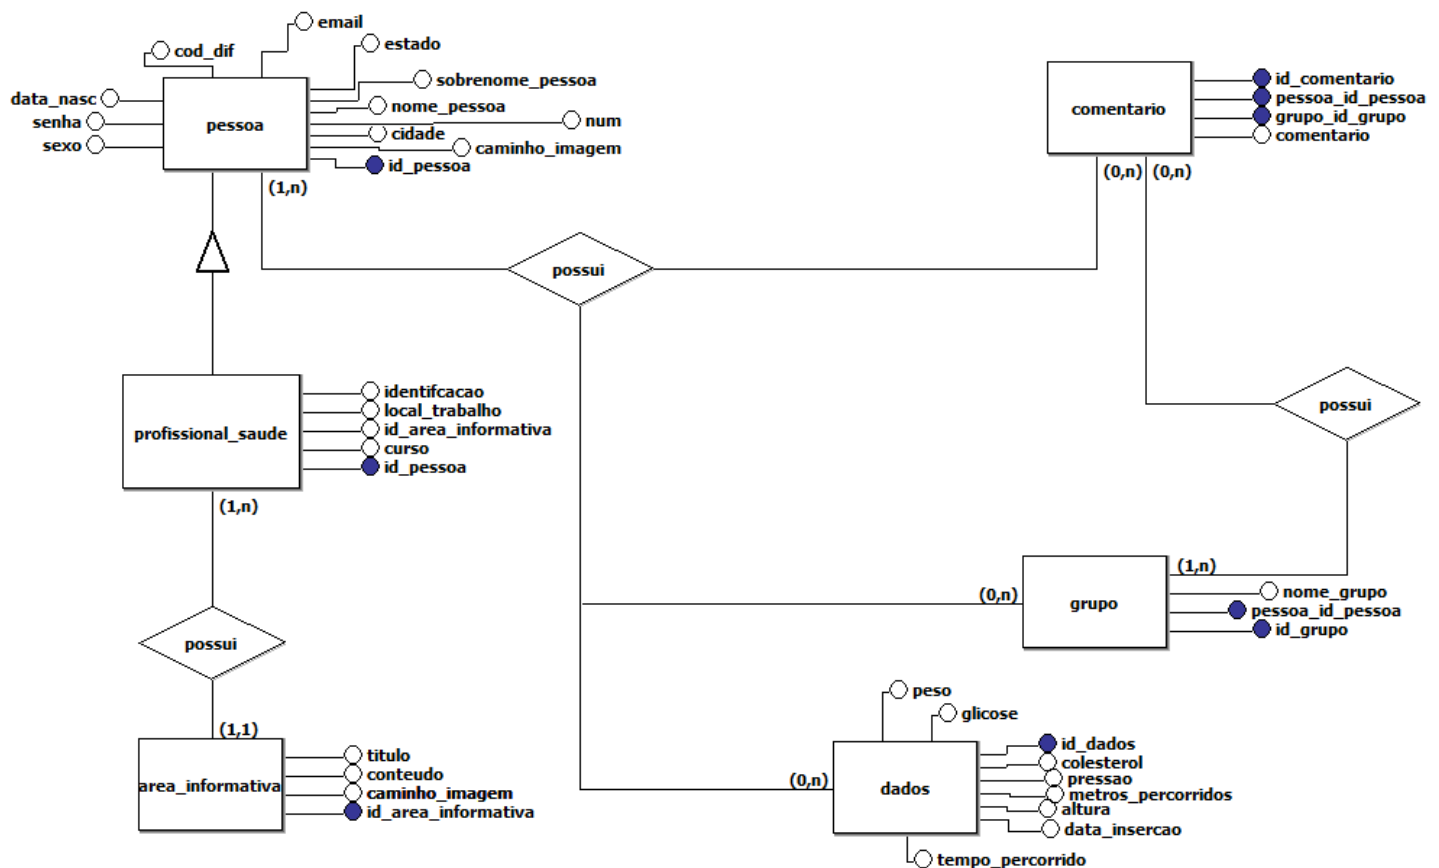 email
cod_dif
estado
sobrenome_pessoa
data_nasc
nome_pessoa
senha
pessoa
num
cidade
sexo
caminho_imagem
id_pessoa
(1,n)
id_comentario
pessoa_id_pessoa
comentario
grupo_id_grupo
comentario
(0,n)
(0,n)
possui
possui
profissional_saude
identifcacao
local_trabalho
id_area_informativa
curso
id_pessoa
(1,n)
possui
(1,1)
area_informativa
titulo
conteudo
caminho_imagem
id_area_informativa
(0,n)
grupo
(1,n)
nome_grupo
pessoa_id_pessoa
id_grupo
peso
glicose
(0,n)
dados
id_dados
colesterol
pressao
metros_percorridos
altura
data_insercao
tempo_percorrido